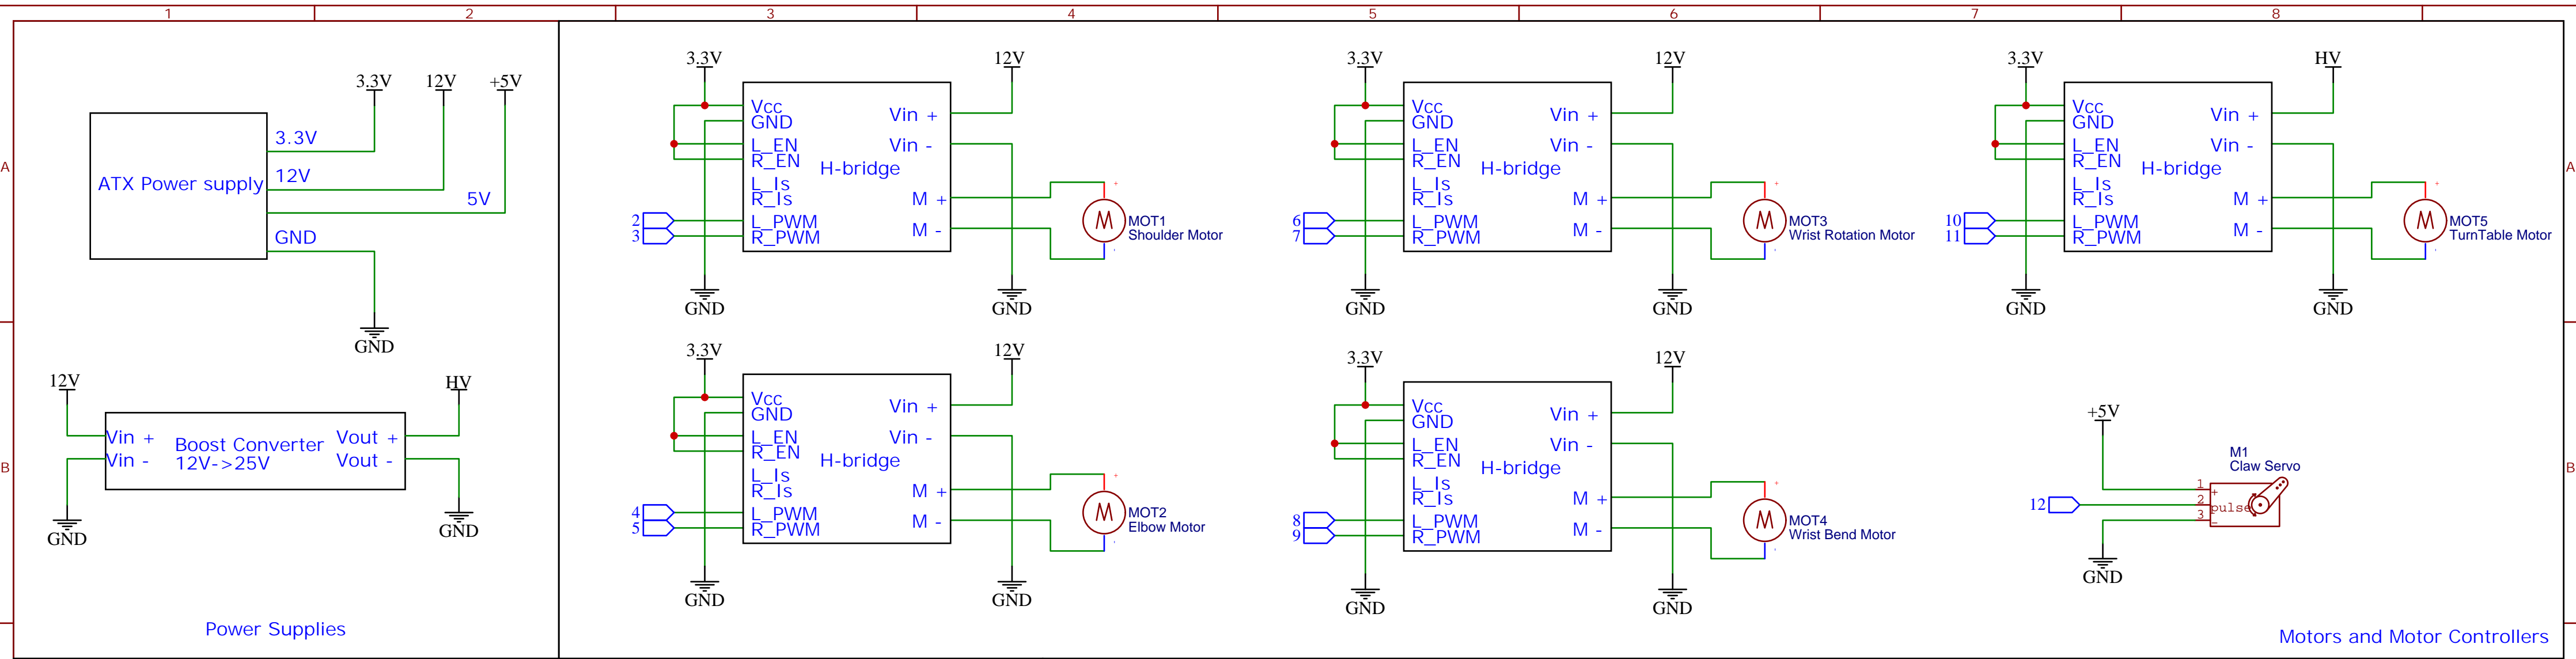 1 2 3 4 5 6 7 8
A
A
B
B
3.3V 12V +5V
ATX Power supply
3.3V
12V
5V
GND
GND
12V
HV
Vin +
Vin -
Boost Converter
12V->25V
Vout +
Vout -
GND
GND
Power Supplies
3.3V
12V
Vcc
GND
L_EN
R_EN
L_Is
R_Is
L_PWM
R_PWM
H-bridge
Vin +
Vin -
M +
M -
2
3
+
-
MOT1
Shoulder Motor
GND
GND
3.3V
12V
Vcc
GND
L_EN
R_EN
L_Is
R_Is
L_PWM
R_PWM
H-bridge
Vin +
Vin -
M +
M -
4
5
M
MOT2
Elbow Motor
GND
GND
3.3V
12V
Vcc
GND
L_EN
R_EN
L_Is
R_Is
L_PWM
R_PWM
H-bridge
Vin +
Vin -
M +
M -
6
7
M
MOT3
Wrist Rotation Motor
GND
GND
3.3V
12V
Vcc
GND
L_EN
R_EN
L_Is
R_Is
L_PWM
R_PWM
H-bridge
Vin +
Vin -
M +
M -
8
9
M
MOT4
Wrist Bend Motor
GND
GND
3.3V
HV
Vcc
GND
L_EN
R_EN
L_Is
R_Is
L_PWM
R_PWM
H-bridge
Vin +
Vin -
M +
M -
10
11
M
MOT5
TurnTable Motor
GND
GND
+5V
M1
Claw Servo
12
1
2
3
+
pulse
-
GND
Motors and Motor Controllers